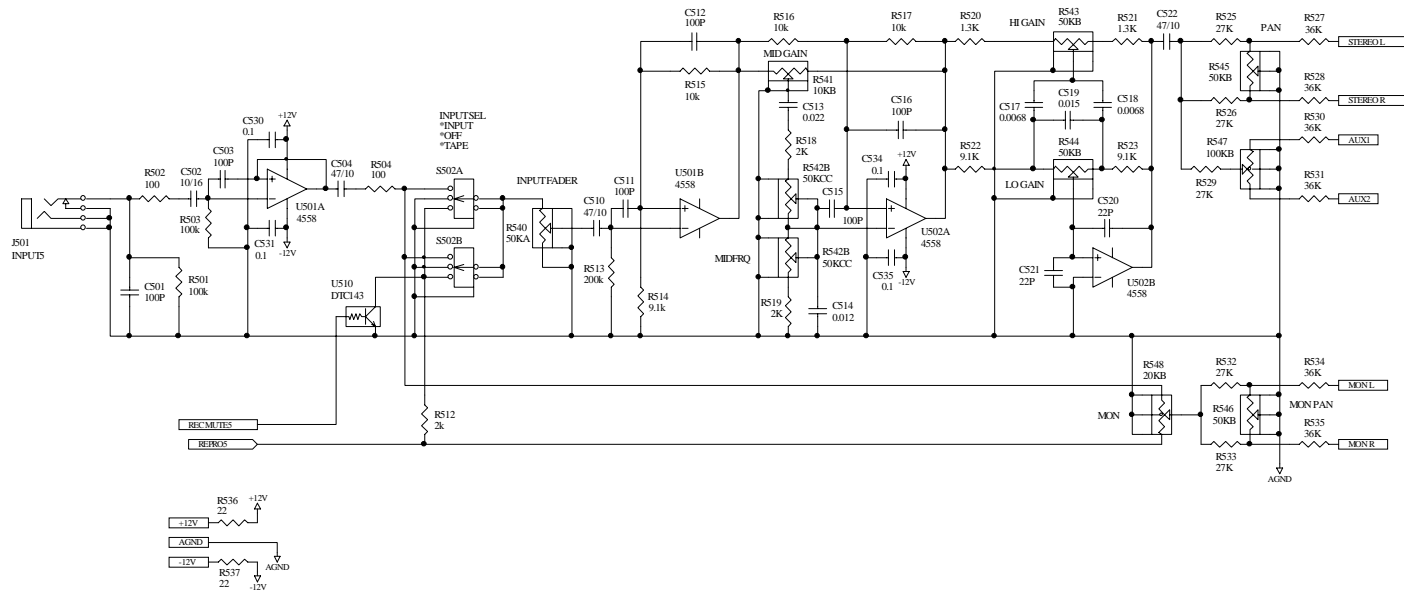 C512
100P
R516
10k
R517
10k
R520
1.3K
HI GAIN
R543
50KB
R521
1.3K
C522
47/10
R525
27K
PAN
R527
36K
STEREO L
MID GAIN
R515
10k
R541
10KB
R545
50KB
R528
36K
STEREO R
C513
0.022
C516
100P
C517
0.0068
C519
0.015
C518
0.0068
R526
27K
R530
36K
AUX1
C530
0.1
+12V
INPUTSEL
*INPUT
*OFF
*TAPE
R518
2K
C503
100P
C534
0.1
+12V
R522
9.1K
R544
50KB
R523
9.1K
R547
100KB
R502
100
C502
10/16
C504
47/10
R504
100
S502A
INPUT FADER
C511
100P
R542B
50KCC
R529
27K
R531
36K
AUX2
LO GAIN
U501A
4558
R540
50KA
C510
47/10
U501B
4558
C515
100P
C520
22P
J501
INPUT5
R503
100k
C531
0.1
-12V
S502B
MIDFRQ
R542B
50KCC
U502A
4558
R513
200k
C535
0.1
-12V
C521
22P
U502B
4558
C501
100P
R501
100k
U510
DTC143
R514
9.1k
R519
2K
C514
0.012
R548
20KB
R532
27K
R534
36K
MON L
RECMUTE5
R512
2k
MON
R546
50KB
MON PAN
R535
36K
MON R
REPRO5
R533
27K
AGND
R536
22
+12V
+12V
AGND
AGND
-12V
R537
22
-12V